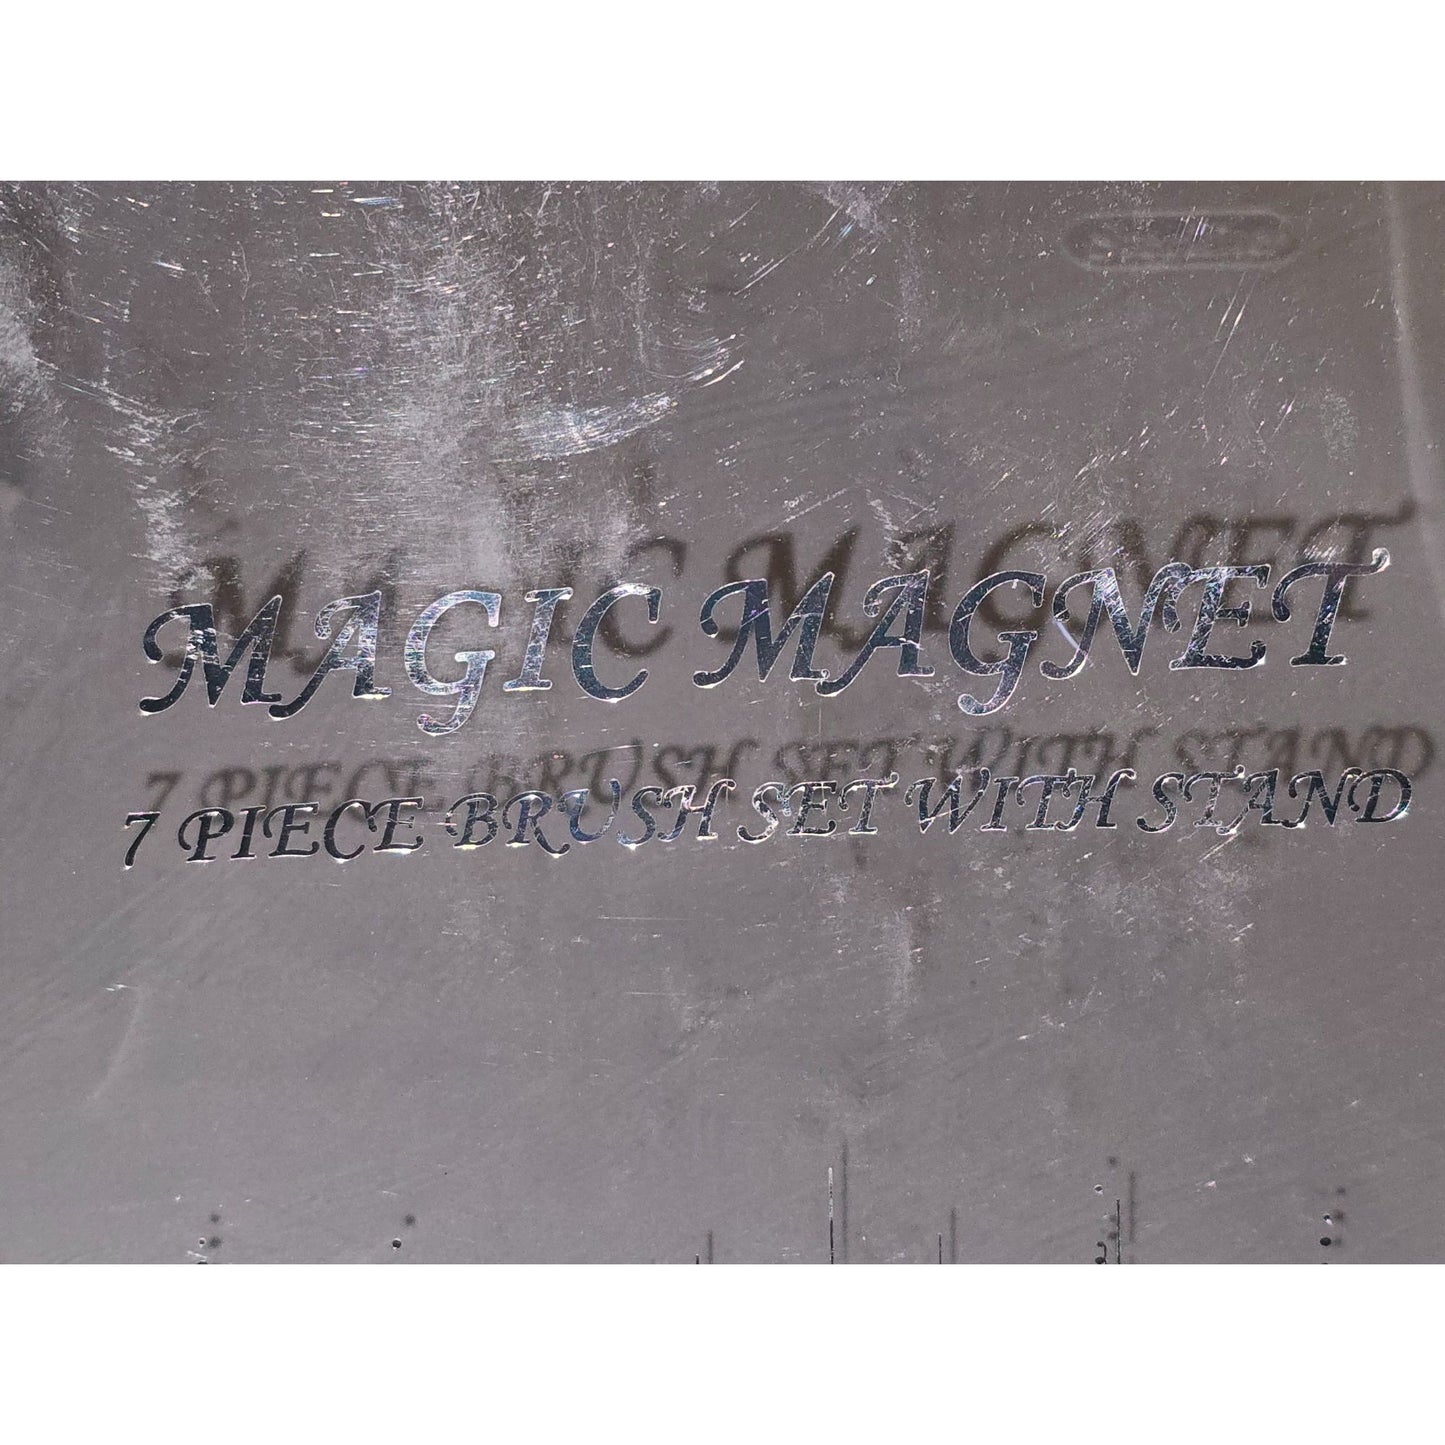 MAGIC MAGNET
7 PIECE BRUSH SET WITH STAND